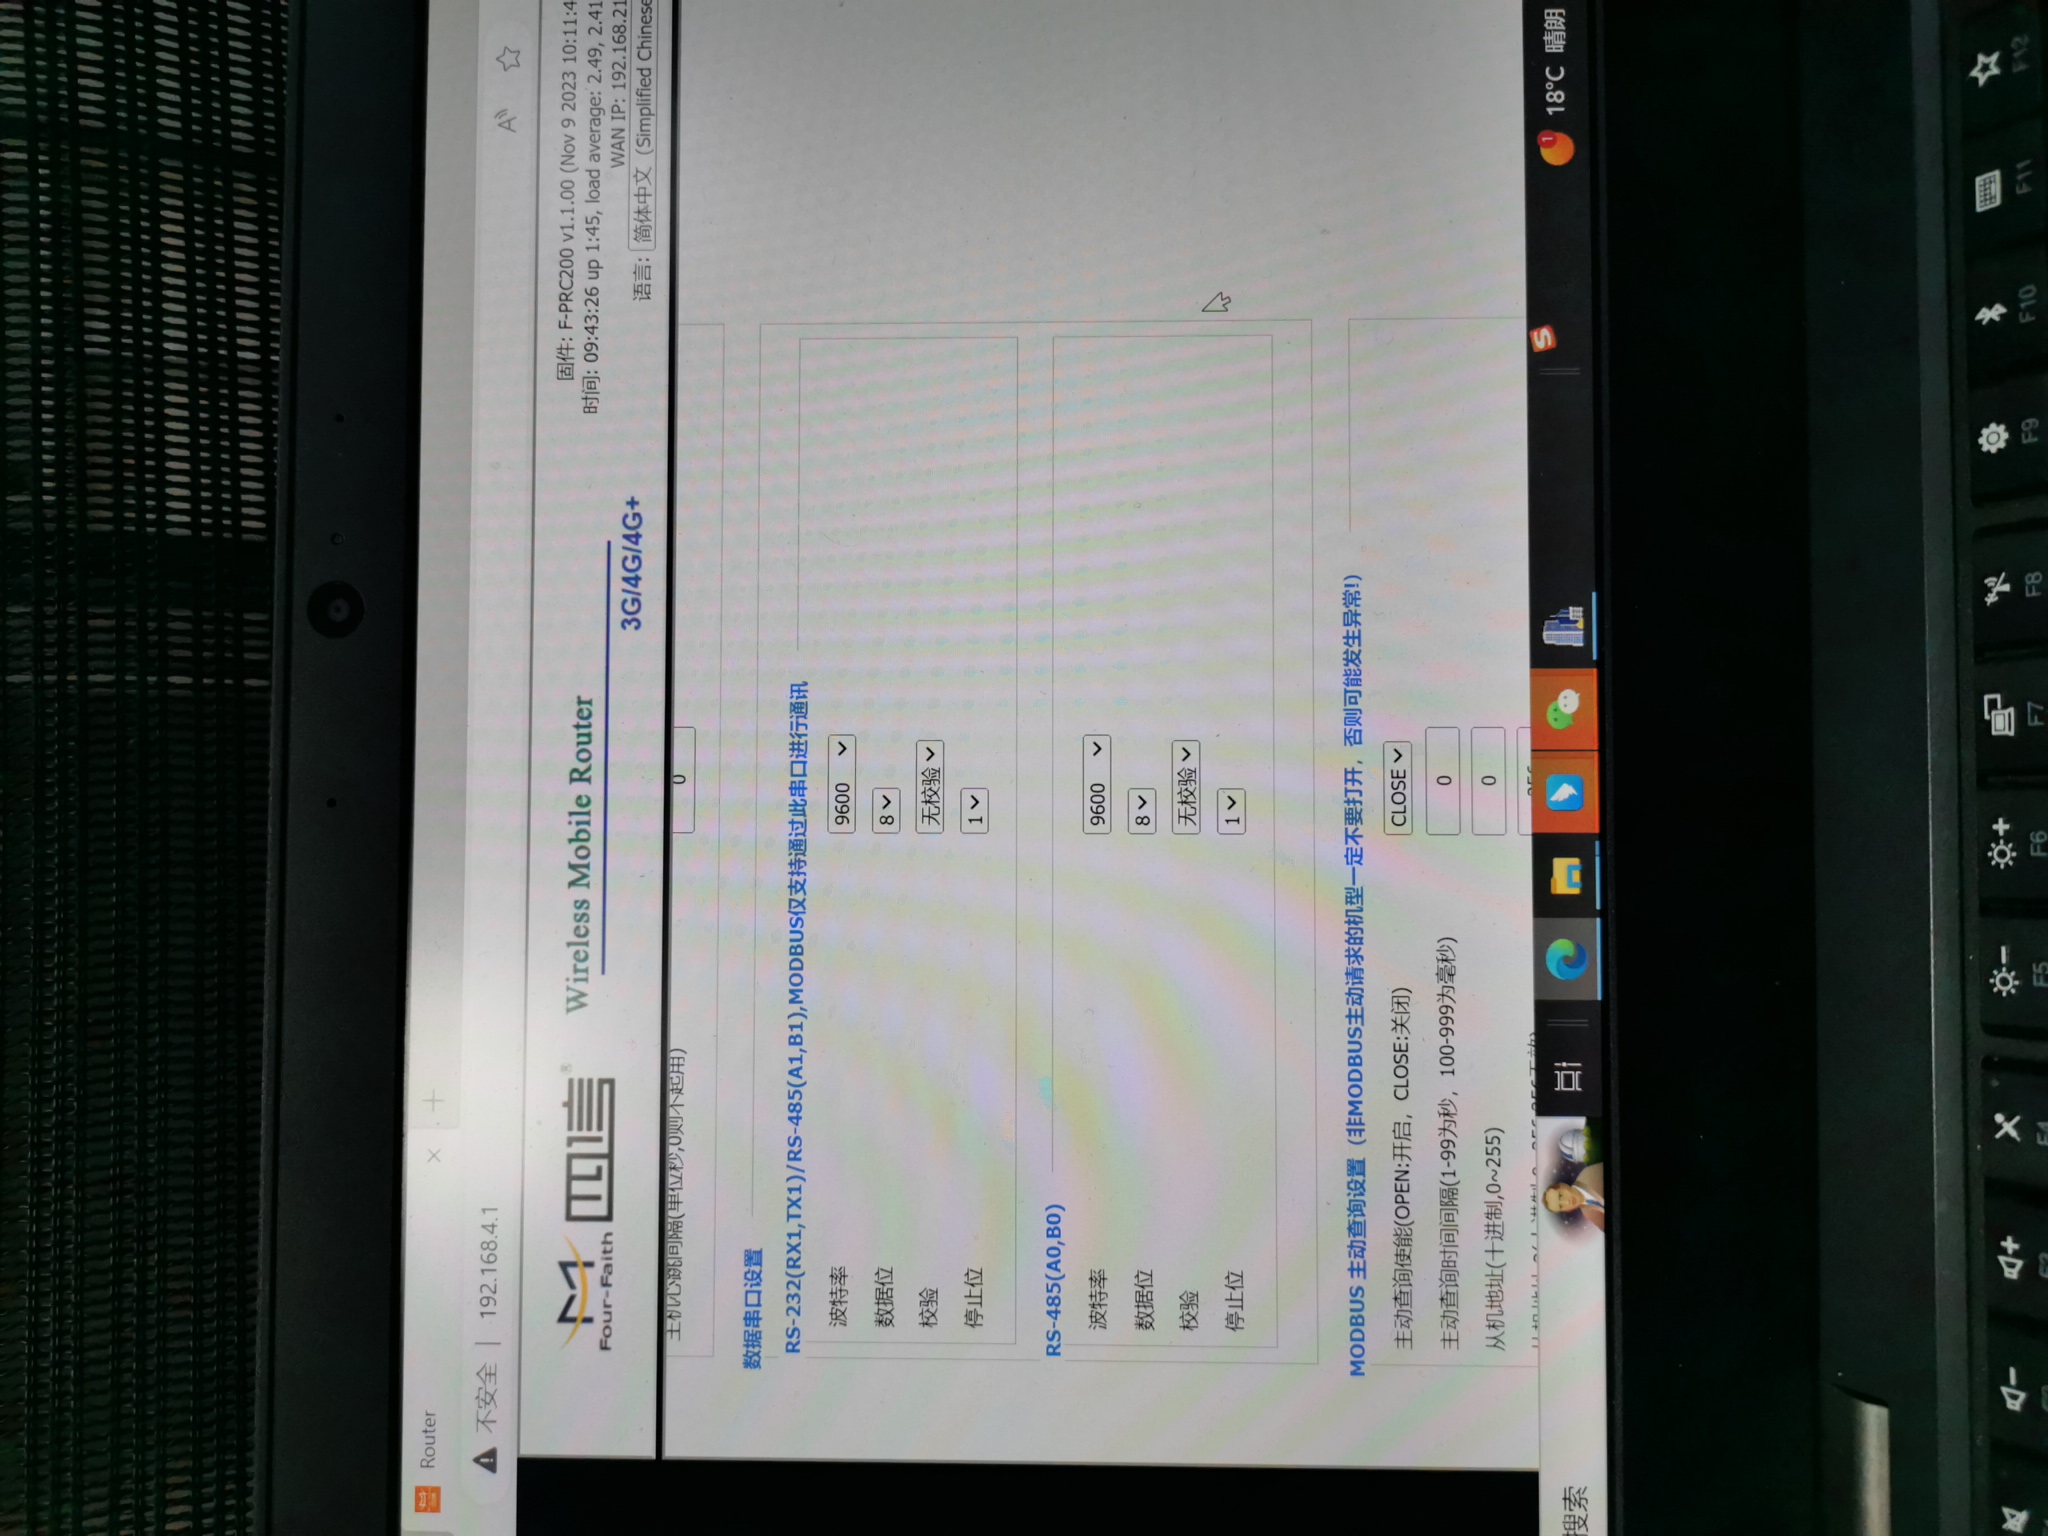 Router
不安全 | 192.168.4.1
Four-Faith 四信®
Wireless Mobile Router
3G/4G/4G+
固件: F-PRC200 v1.1.00 (Nov 9 2023 10:11:4
时间: 09:43:26 up 1:45, load average: 2.49, 2.41
WAN IP: 192.168.21
语言: 简体中文 (Simplified Chinese
主机心跳间隔(单位秒,0则不起用) 0
数据串口设置
RS-232(RX1,TX1)/RS-485(A1,B1),MODBUS仅支持通过此串口进行通讯
波特率 9600
数据位 8
校验 无校验
停止位 1
RS-485(A0,B0)
波特率 9600
数据位 8
校验 无校验
停止位 1
MODBUS 主动查询设置（非MODBUS主动请求的机型一定不要打开，否则可能发生异常!）
主动查询使能(OPEN:开启，CLOSE:关闭) CLOSE
主动查询时间间隔(1-99为秒，100-999为毫秒) 0
从机地址(十进制,0~255) 0
搜索
1 18°C 晴朗
F4 F5 F6 F7 F8 F9 F10 F11 F12